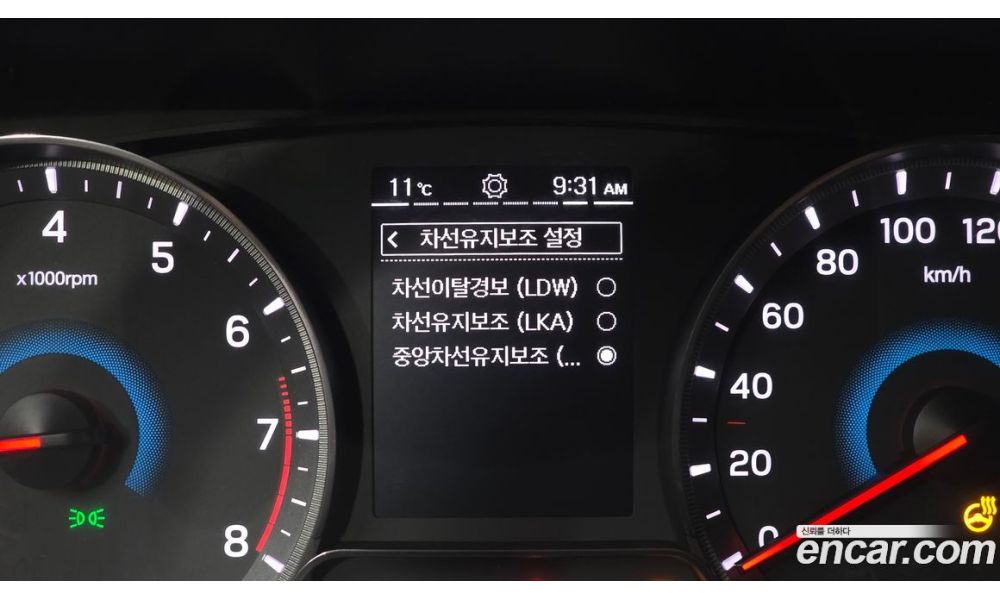 11°C 9:31 AM
< 차선유지보조 설정
차선이탈경보 (LDW)
차선유지보조 (LKA)
중앙차선유지보조 (...
4
5
6
7
8
x1000rpm
0
20
40
60
80
100
120
km/h
신뢰를 더하다
encar.com